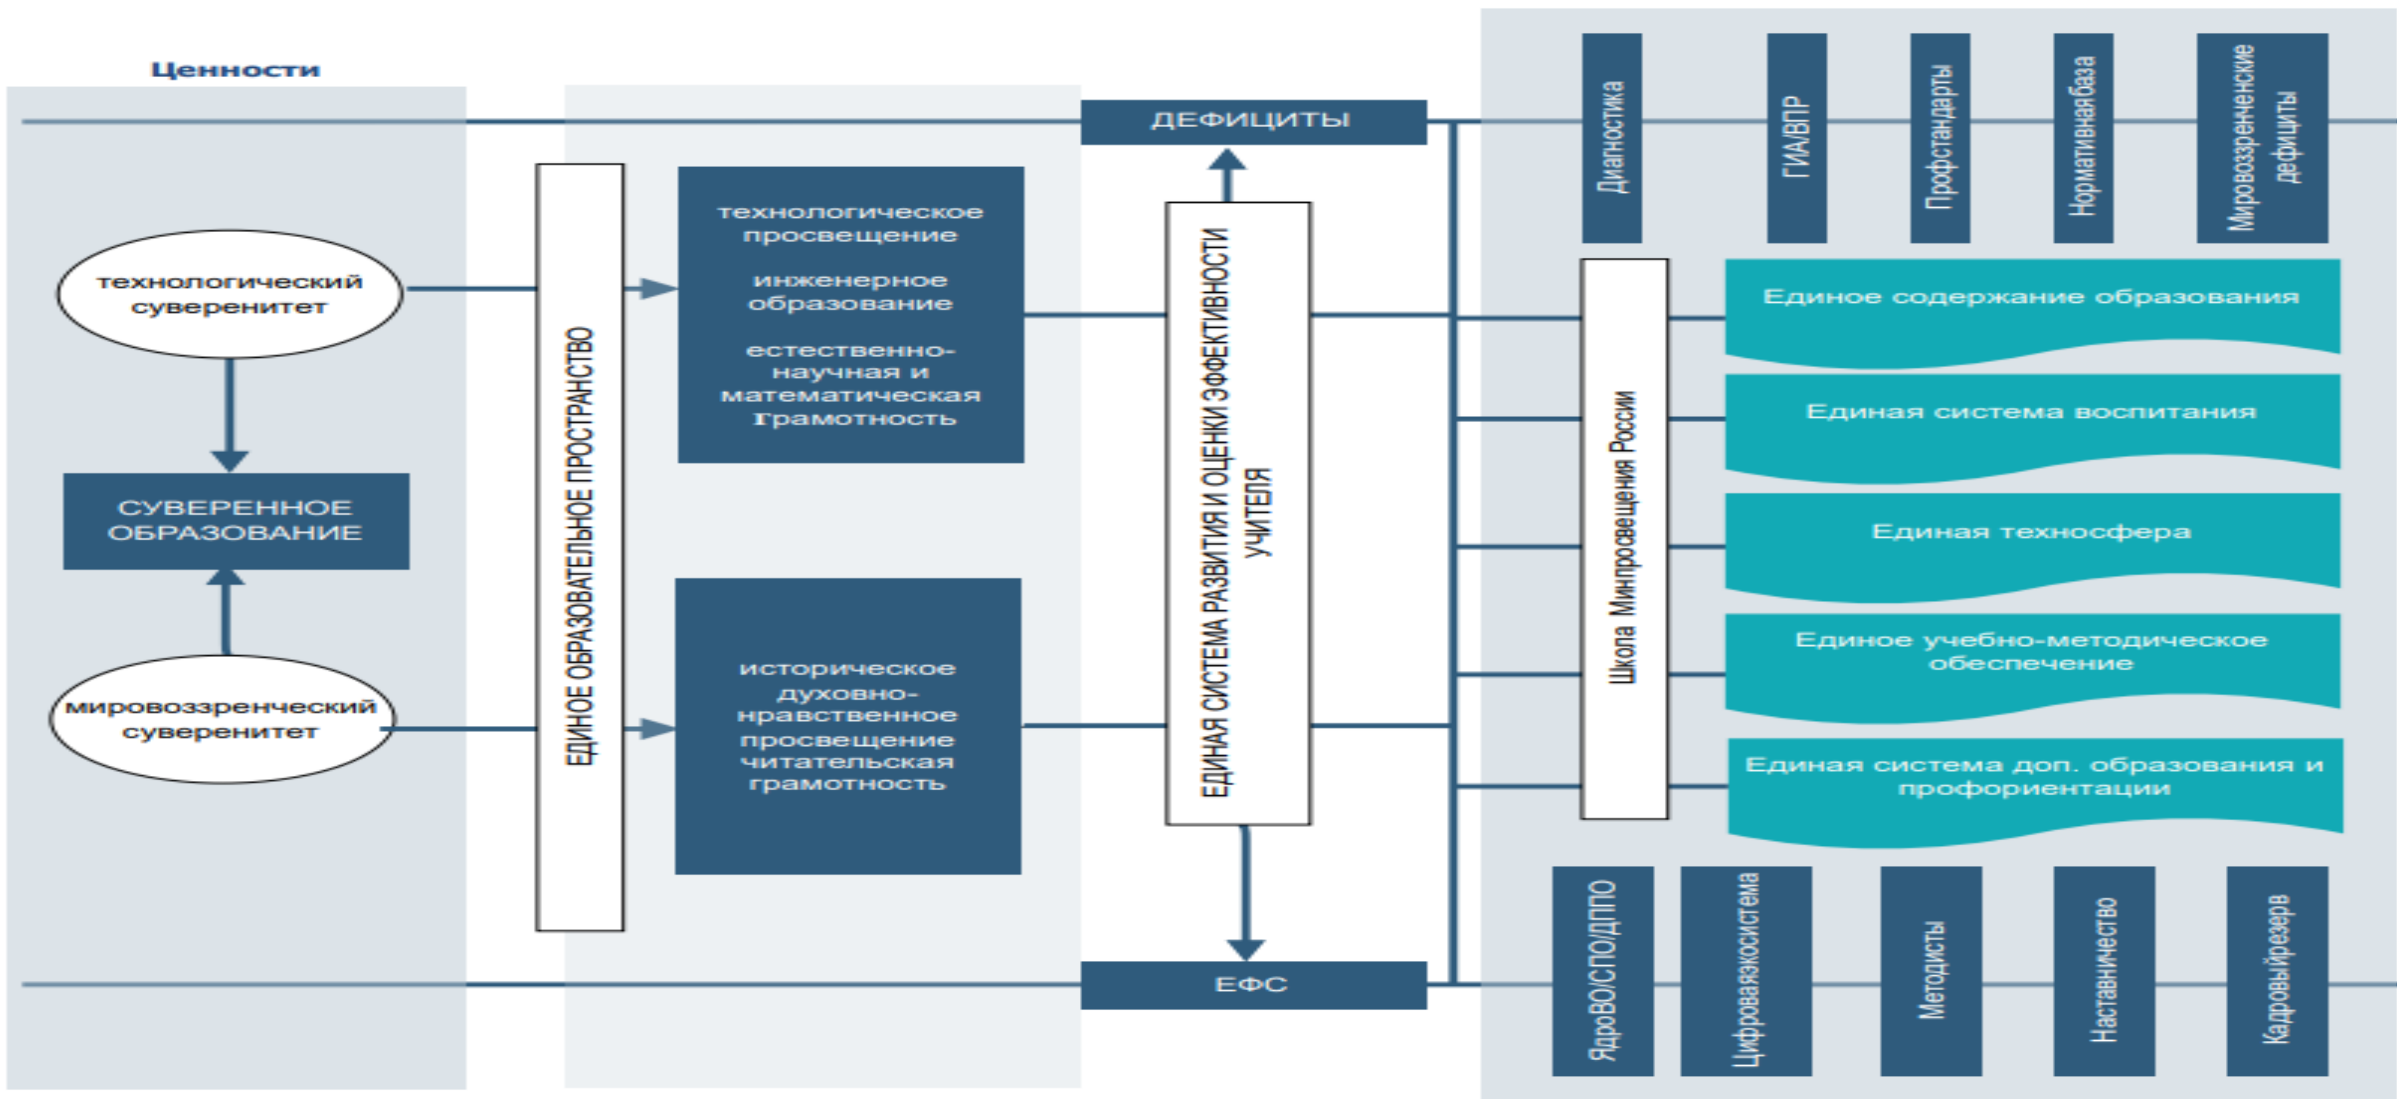 Ценности
технологический
суверенитет
СУВЕРЕННОЕ
ОБРАЗОВАНИЕ
мировоззренческий
суверенитет
ЕДИНОЕ ОБРАЗОВАТЕЛЬНОЕ ПРОСТРАНСТВО
технологическое
просвещение
инженерное
образование
естественно-
научная и
математическая
грамотность
историческое
духовно-
нравственное
просвещение
читательская
грамотность
ДЕФИЦИТЫ
ЕДИНАЯ СИСТЕМА РАЗВИТИЯ И ОЦЕНКИ ЭФФЕКТИВНОСТИ
УЧИТЕЛЯ
ЕФС
Диагностика
ГИА/ВПР
Профстандарты
Нормативнаябаза
Мировоззренческие
дефициты
Школа Минпросвещения России
Единое содержание образования
Единая система воспитания
Единая техносфера
Единое учебно-методическое
обеспечение
Единая система доп. образования и
профориентации
ЯдроВО/СПО/ДППО
Цифроваяэкосистема
Методисты
Наставничество
Кадровыйрезерв